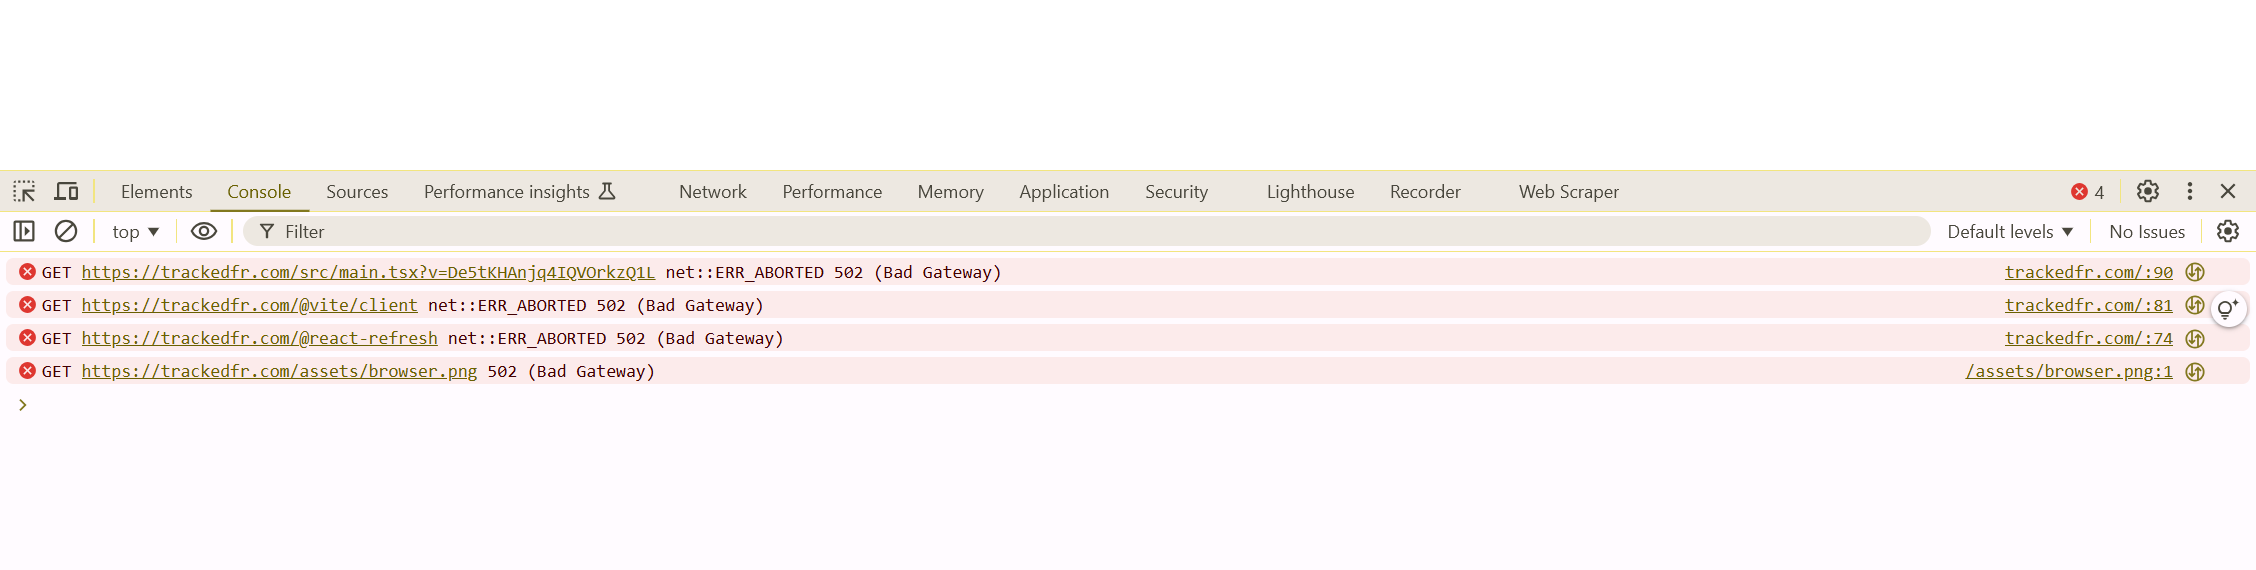 Elements Console Sources Performance insights Network Performance Memory Application Security Lighthouse Recorder Web Scraper 4
top Filter Default levels No Issues
GET https://trackedfr.com/src/main.tsx?v=De5tKHAnjq4IQVOrkzQ1L net::ERR_ABORTED 502 (Bad Gateway) trackedfr.com/:90
GET https://trackedfr.com/@vite/client net::ERR_ABORTED 502 (Bad Gateway) trackedfr.com/:81
GET https://trackedfr.com/@react-refresh net::ERR_ABORTED 502 (Bad Gateway) trackedfr.com/:74
GET https://trackedfr.com/assets/browser.png 502 (Bad Gateway) /assets/browser.png:1